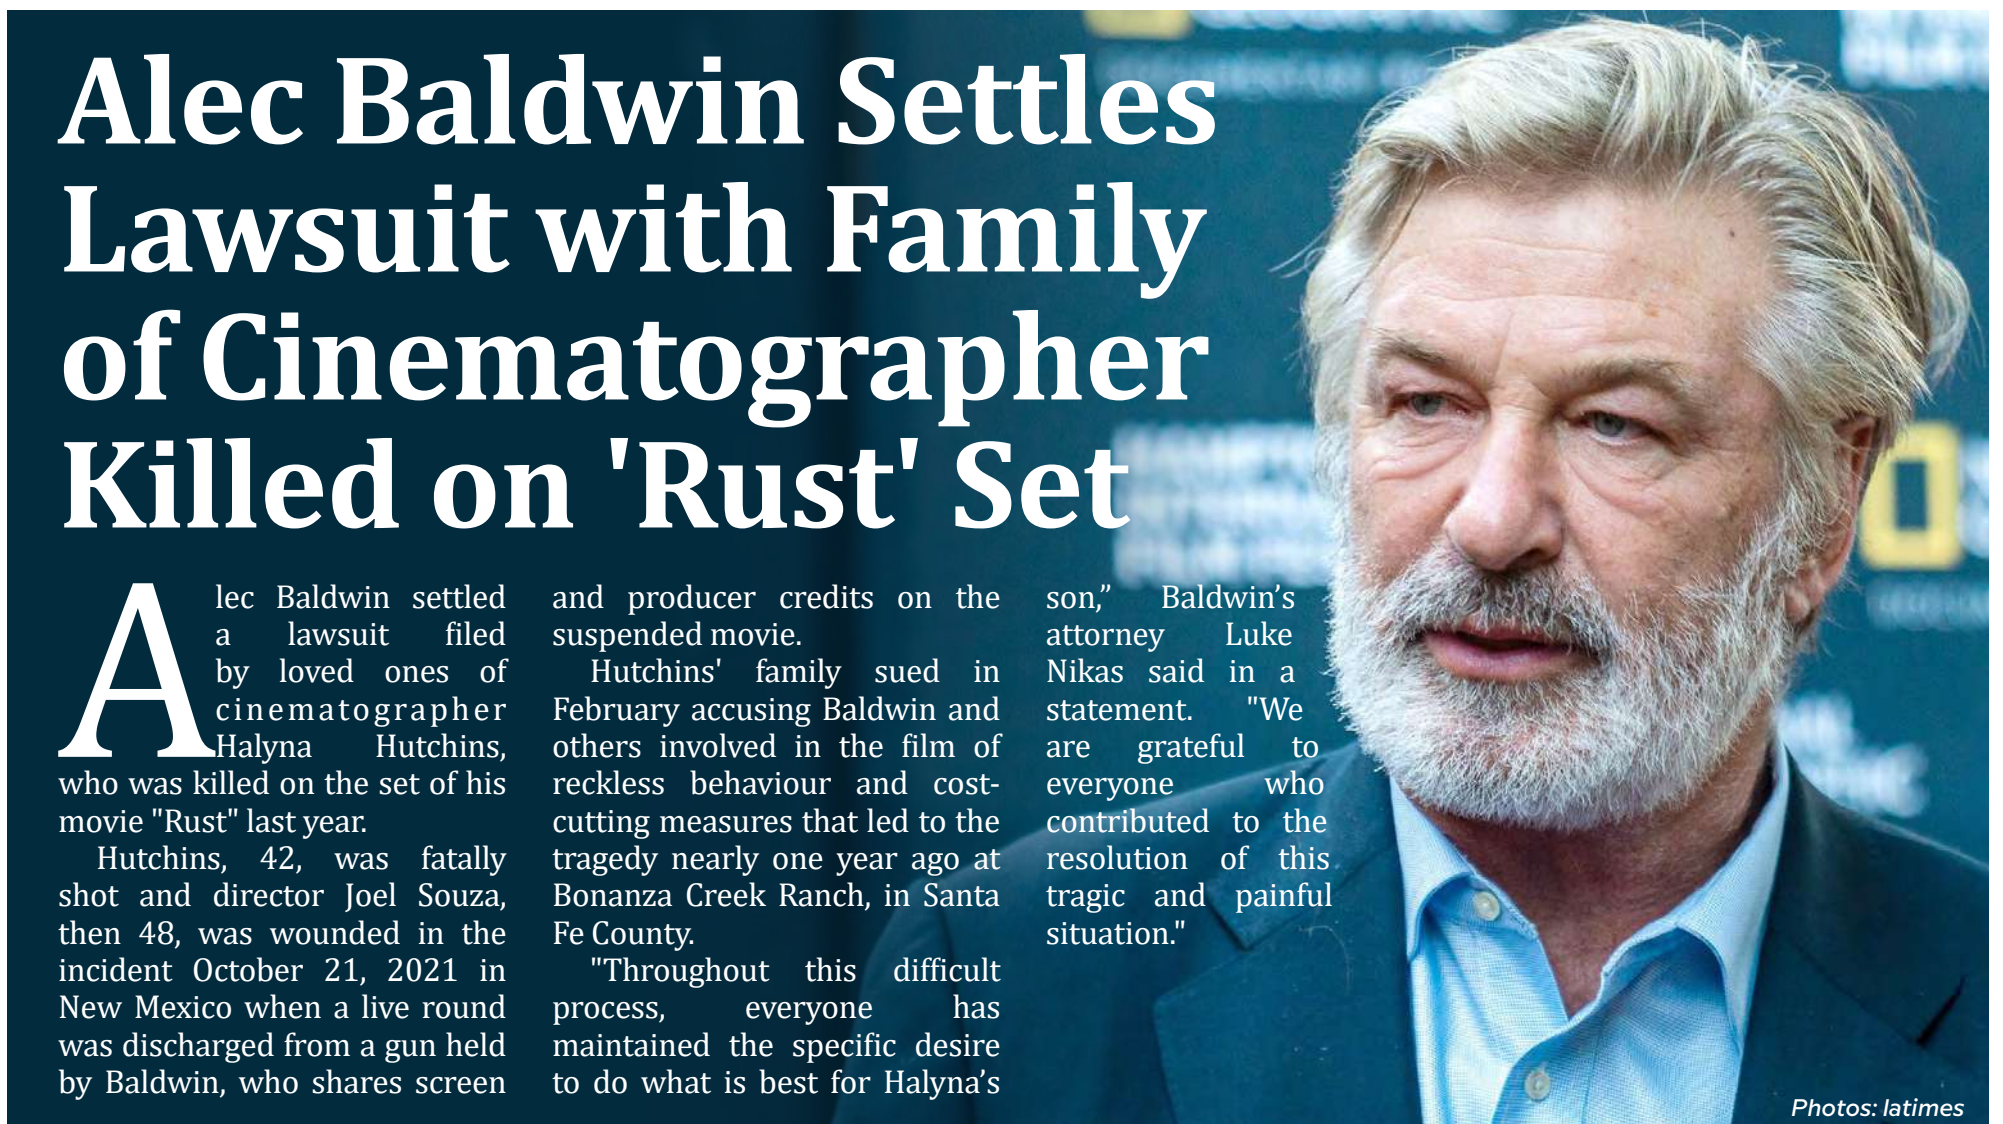 Alec Baldwin Settles
Lawsuit with Family
of Cinematographer
Killed on 'Rust' Set
Alec Baldwin settled
a lawsuit filed
by loved ones of
cinematographer
Halyna Hutchins,
who was killed on the set of his
movie "Rust" last year.
Hutchins, 42, was fatally
shot and director Joel Souza,
then 48, was wounded in the
incident October 21, 2021 in
New Mexico when a live round
was discharged from a gun held
by Baldwin, who shares screen
and producer credits on the
suspended movie.
Hutchins' family sued in
February accusing Baldwin and
others involved in the film of
reckless behaviour and cost-
cutting measures that led to the
tragedy nearly one year ago at
Bonanza Creek Ranch, in Santa
Fe County.
"Throughout this difficult
process, everyone has
maintained the specific desire
to do what is best for Halyna’s
son,” Baldwin’s
attorney Luke
Nikas said in a
statement. "We
are grateful to
everyone who
contributed to the
resolution of this
tragic and painful
situation."
Photos: latimes